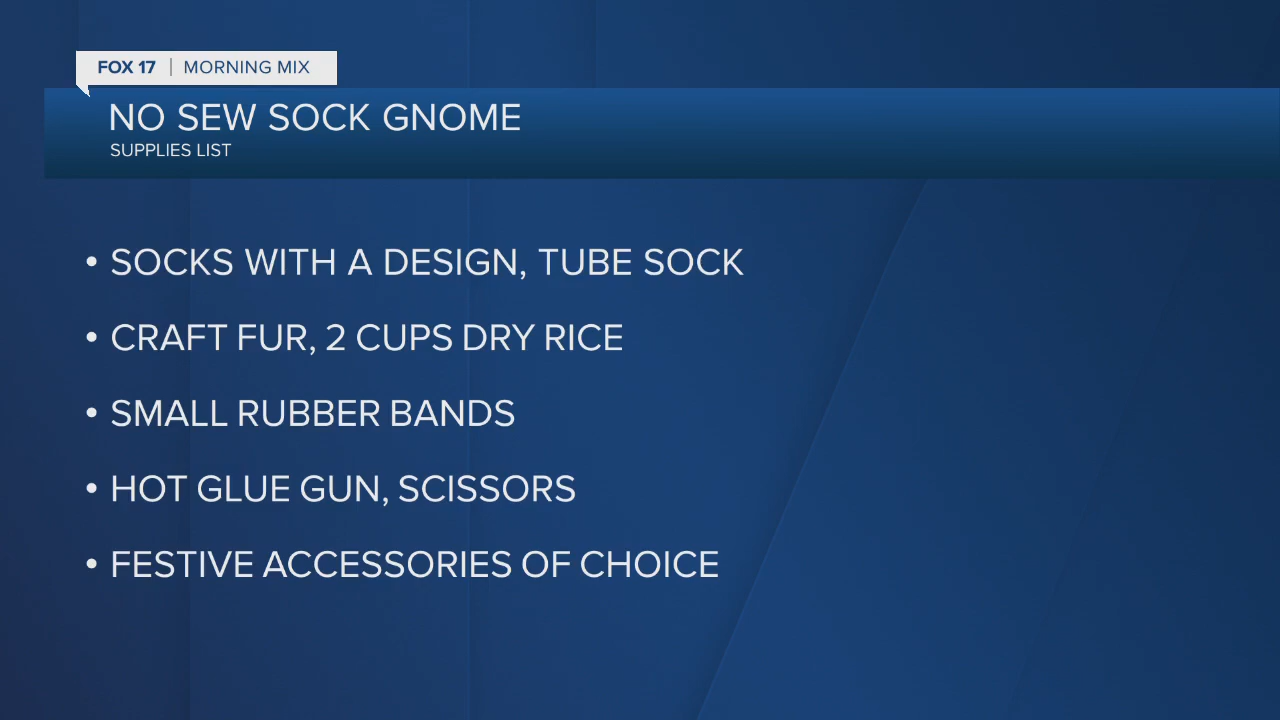 FOX 17 | MORNING MIX
NO SEW SOCK GNOME
SUPPLIES LIST
• SOCKS WITH A DESIGN, TUBE SOCK
• CRAFT FUR, 2 CUPS DRY RICE
• SMALL RUBBER BANDS
• HOT GLUE GUN, SCISSORS
• FESTIVE ACCESSORIES OF CHOICE